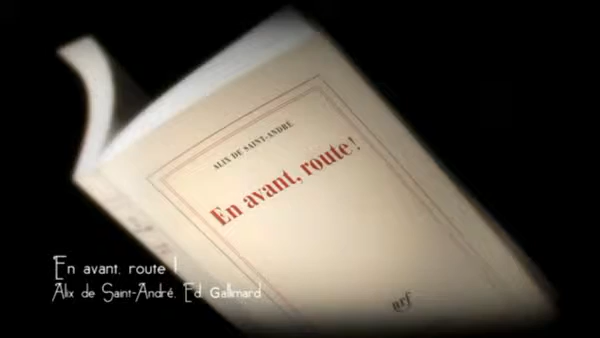 ALIX DE SAINT-ANDRÉ
En avant, route !
nrf
En avant, route !
Alix de Saint-André. Ed. Gallimard